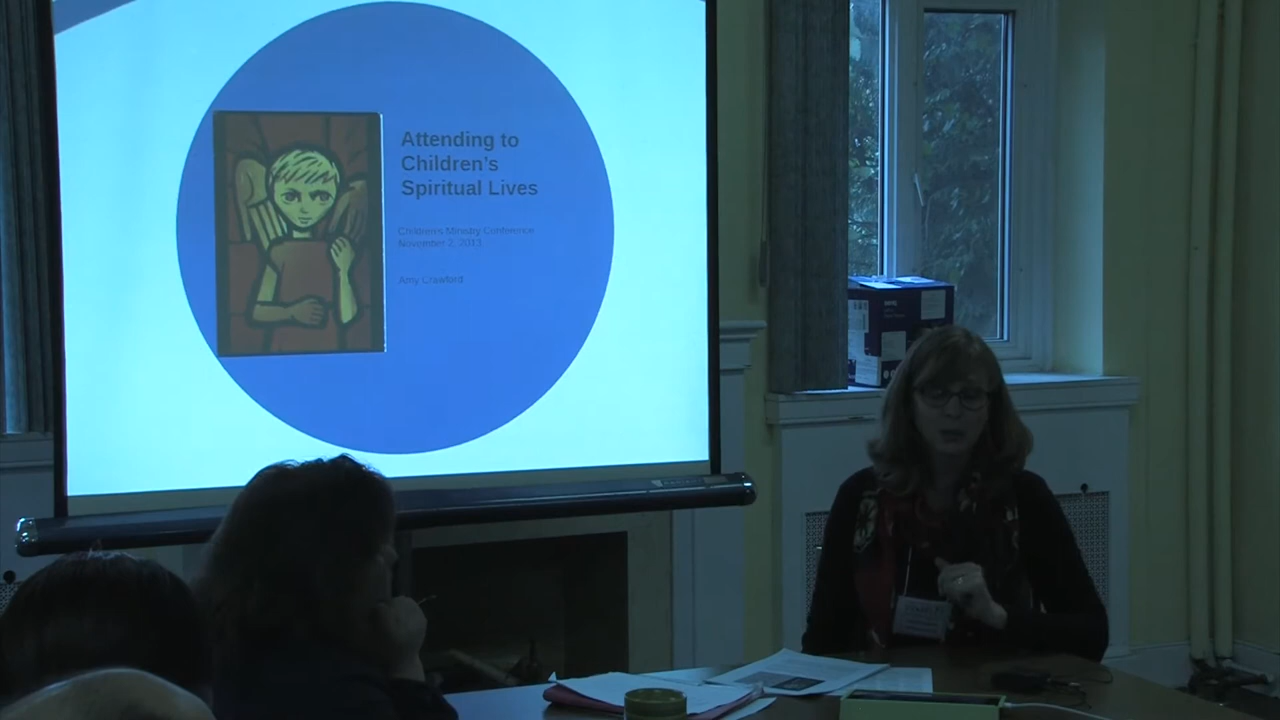 Attending to
Children's
Spiritual Lives
Children's Ministry Conference
November 2, 2013
Amy Crawford